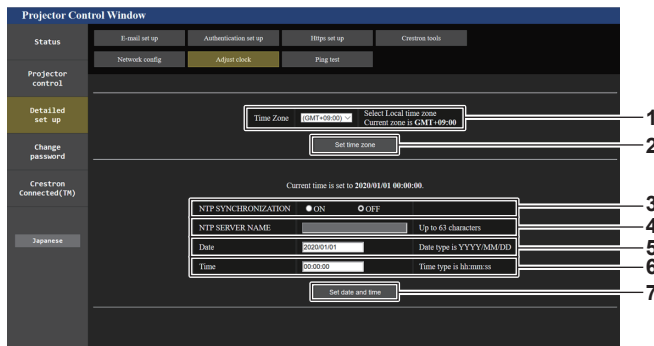 Projector Control Window
Status
E-mail set up
Authentication set up
Https set up
Crestron tools
Network config
Adjust clock
Ping test
Projector
control
Detailed
set up
Change
password
Crestron
Connected(TM)
Japanese
Time Zone (GMT+09:00) Select Local time zone
Current zone is GMT+09:00
1
Set time zone
2
Current time is set to 2020/01/01 00:00:00.
NTP SYNCHRONIZATION ON OFF
3
NTP SERVER NAME Up to 63 characters
4
Date 2020/01/01 Date type is YYYY/MM/DD
5
Time 00:00:00 Time type is hh:mm:ss
6
Set date and time
7